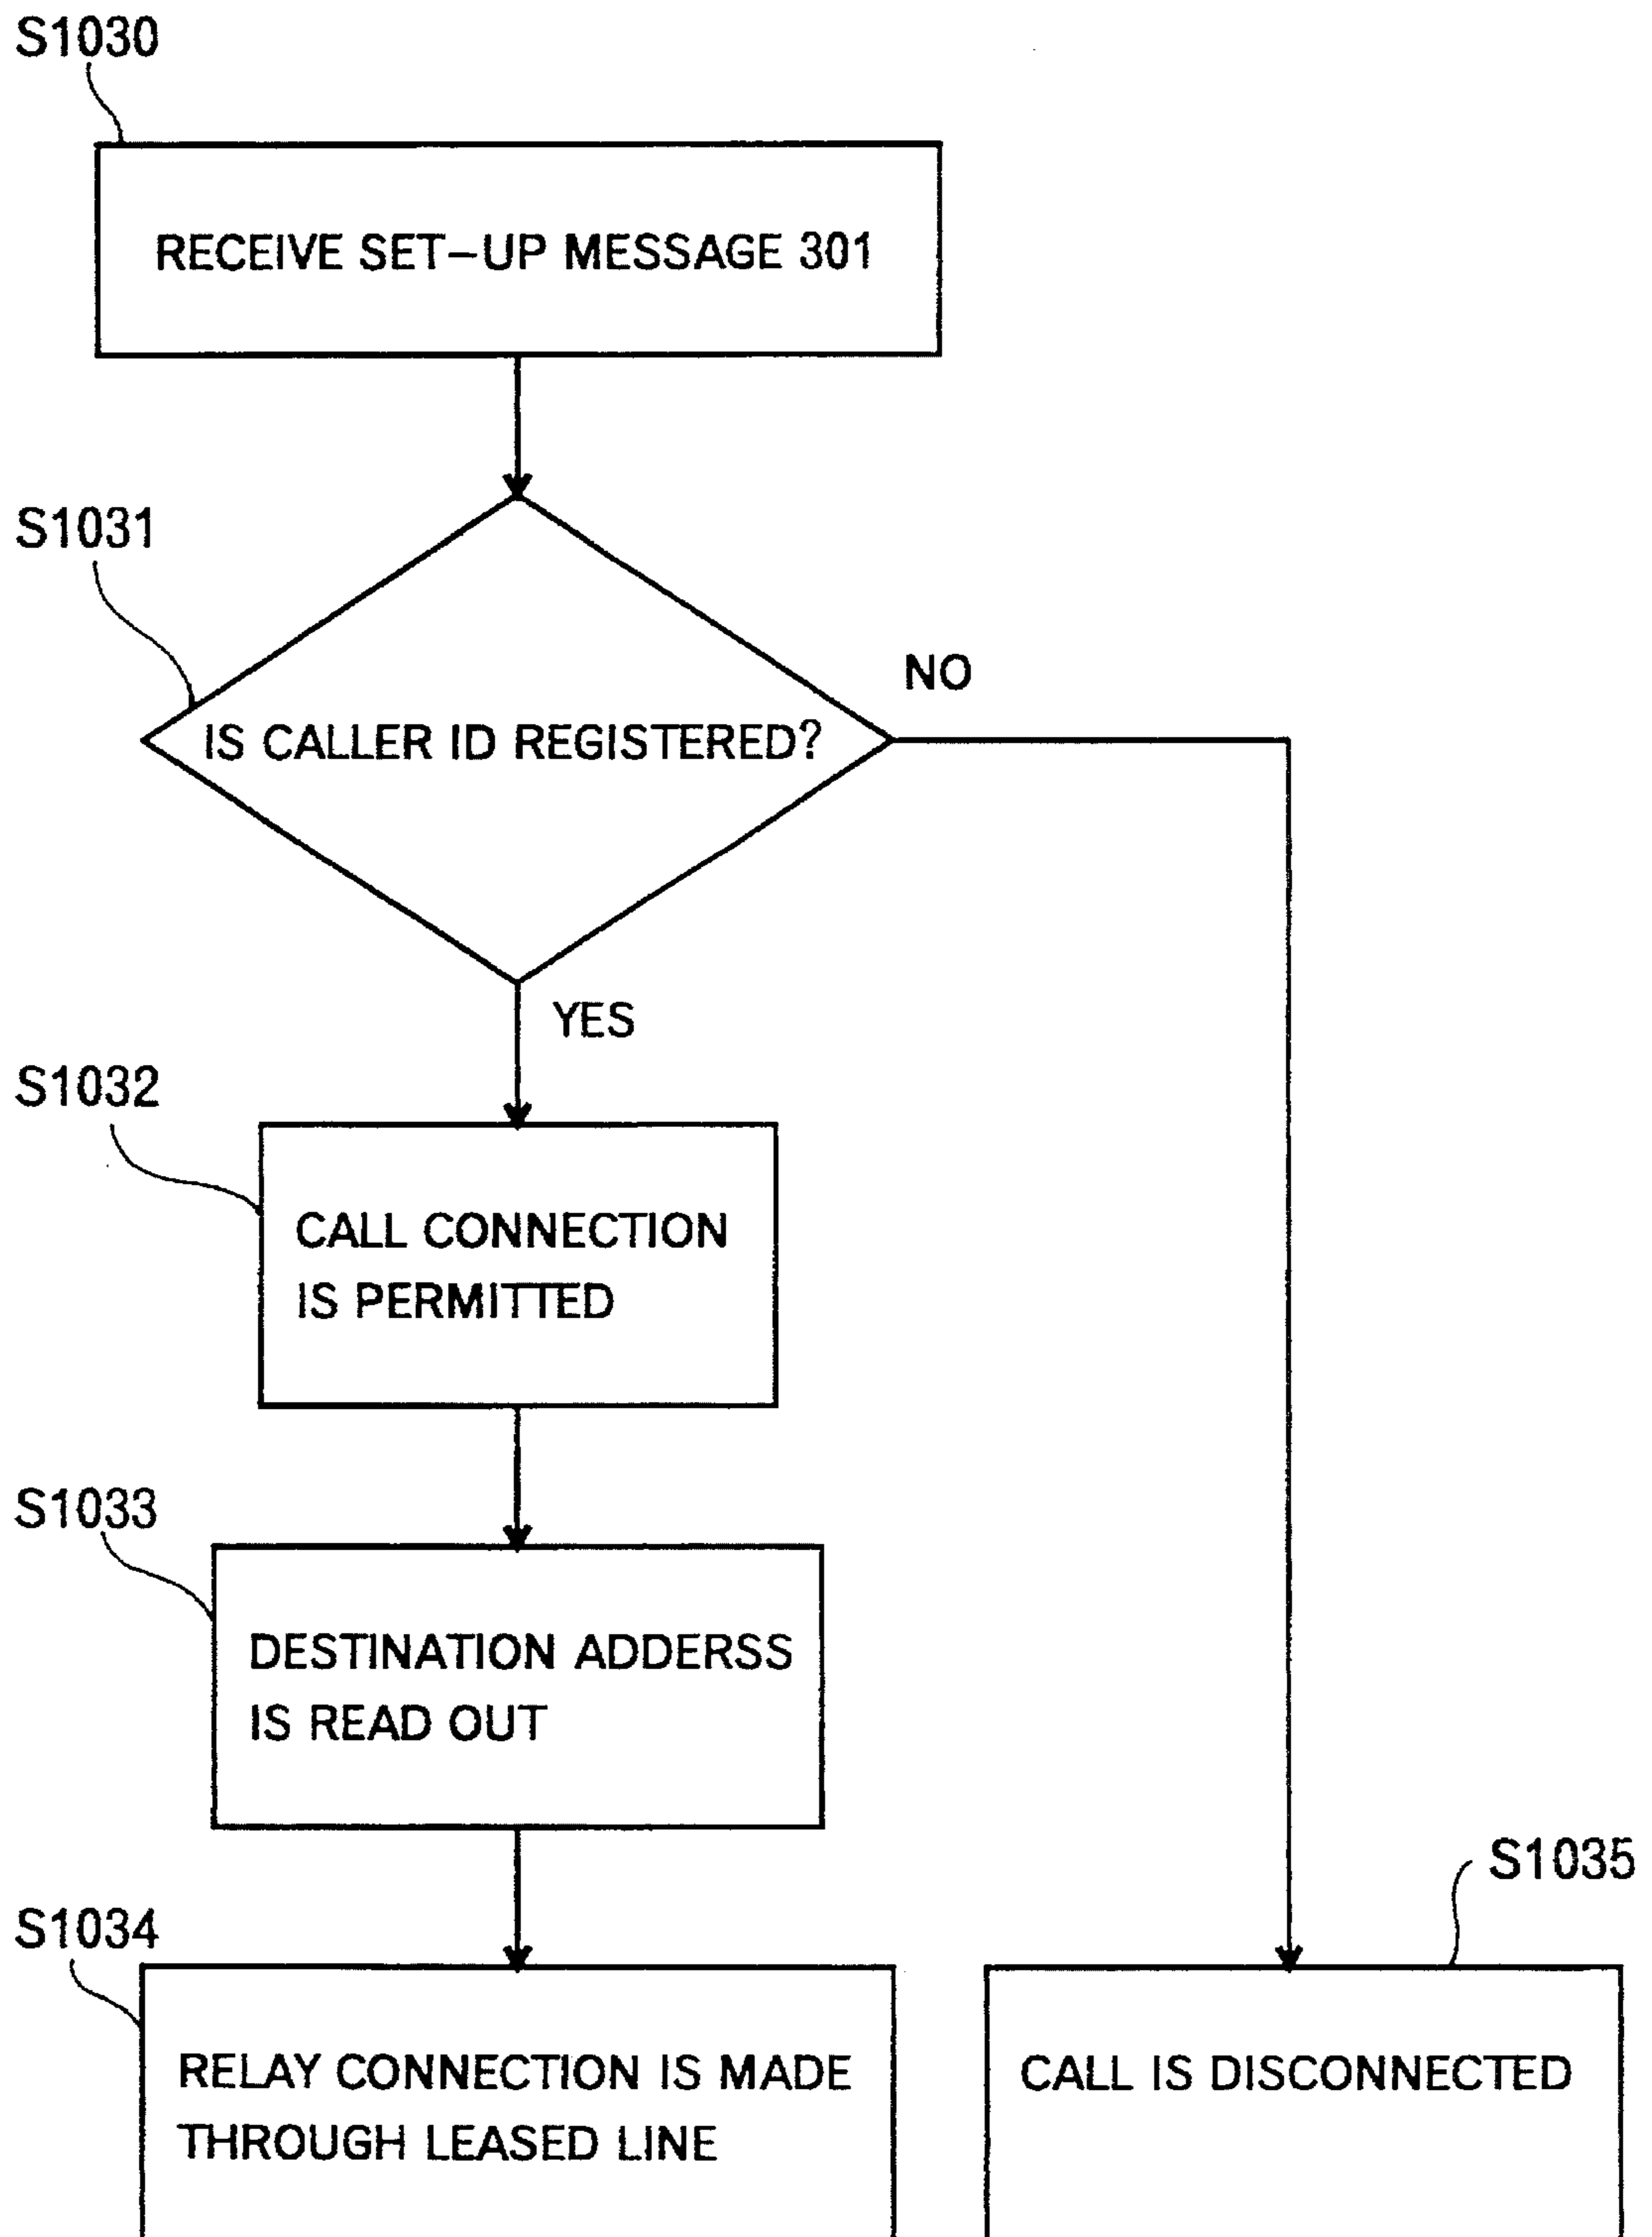 S1030
RECEIVE SET-UP MESSAGE 301
S1031
IS CALLER ID REGISTERED?
NO
YES
S1032
CALL CONNECTION
IS PERMITTED
S1033
DESTINATION ADDERSS
IS READ OUT
S1034
RELAY CONNECTION IS MADE
THROUGH LEASED LINE
S1035
CALL IS DISCONNECTED